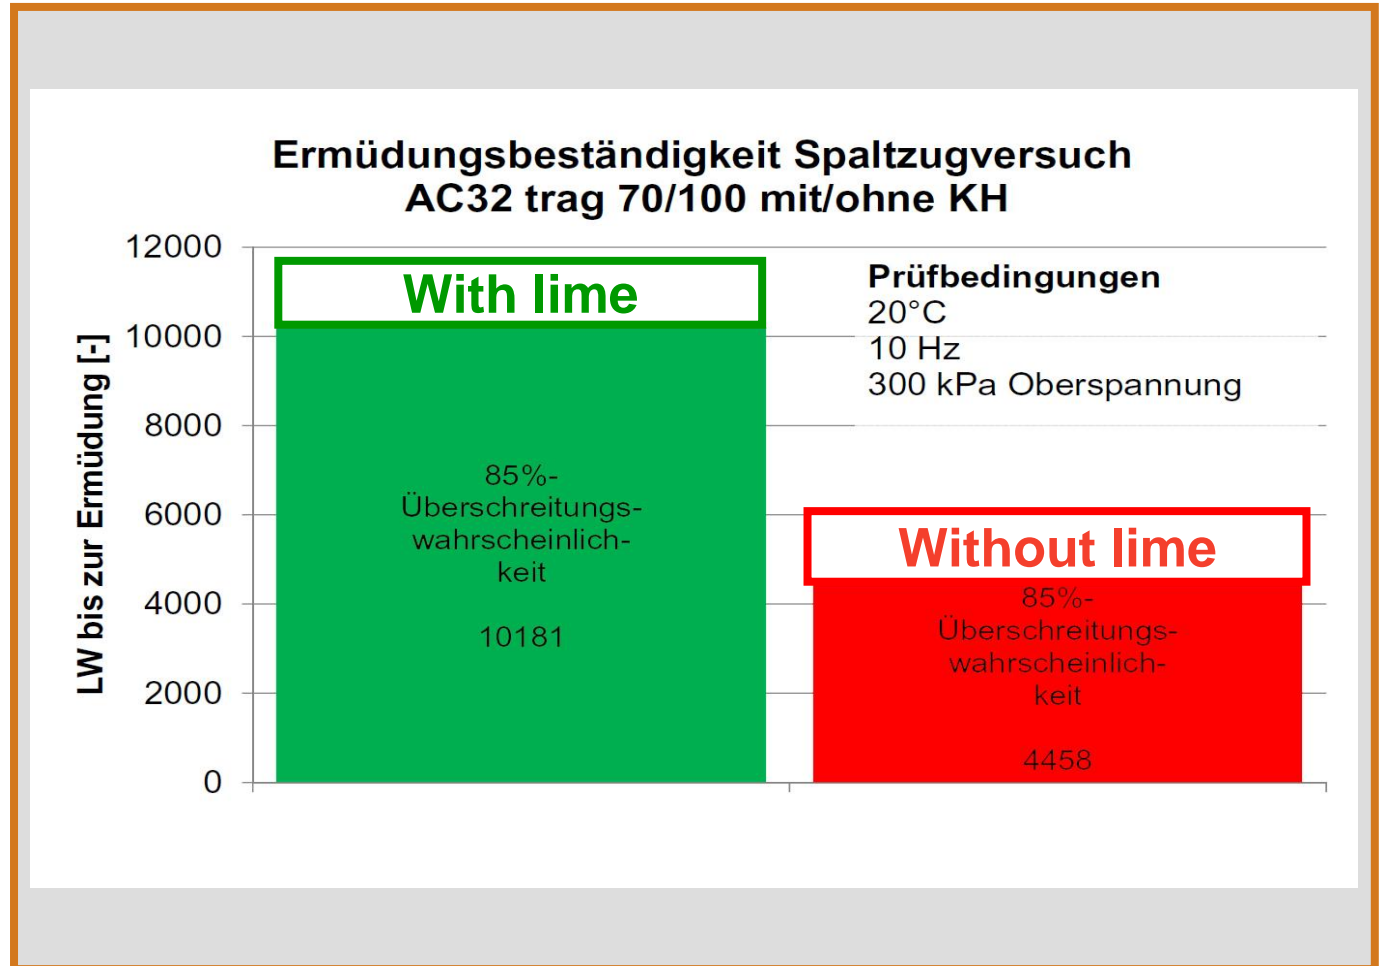 Ermüdungsbeständigkeit Spaltzugversuch
AC32 trag 70/100 mit/ohne KH
LW bis zur Ermüdung [-]
12000
10000
8000
6000
4000
2000
0
With lime
85%-
Überschreitungs-
wahrscheinlich-
keit
10181
Prüfbedingungen
20°C
10 Hz
300 kPa Oberspannung
Without lime
85%-
Überschreitungs-
wahrscheinlich-
keit
4458